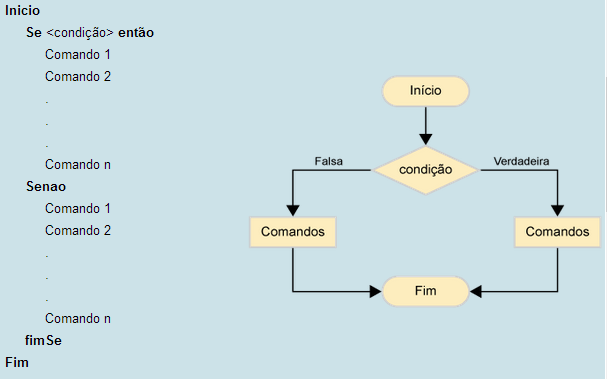 Inicio
Se <condição> então
Comando 1
Comando 2
.
.
.
Comando n
Senao
Comando 1
Comando 2
.
.
.
Comando n
fimSe
Fim
Início
condição
Falsa
Verdadeira
Comandos
Comandos
Fim